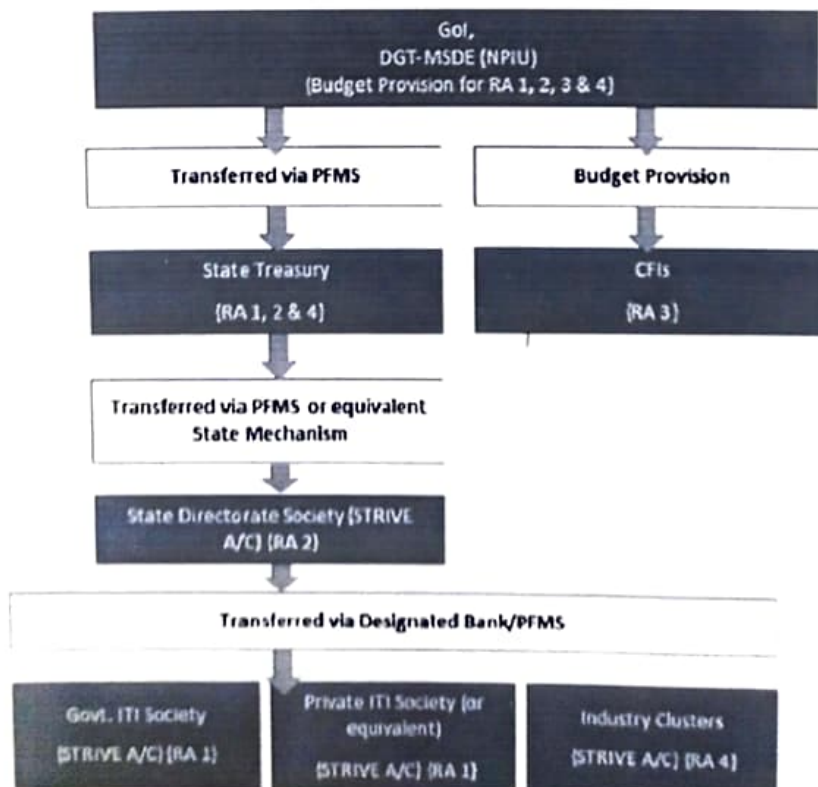 GoI,
DGT-MSDE (NPIU)
(Budget Provision for RA 1, 2, 3 & 4)
Transferred via PFMS
Budget Provision
State Treasury
(RA 1, 2 & 4)
CFIs
(RA 3)
Transferred via PFMS or equivalent
State Mechanism
State Directorate Society (STRIVE
A/C) (RA 2)
Transferred via Designated Bank/PFMS
Govt. ITI Society
(STRIVE A/C) (RA 1)
Private ITI Society (or
equivalent)
(STRIVE A/C) (RA 1)
Industry Clusters
(STRIVE A/C) (RA 4)